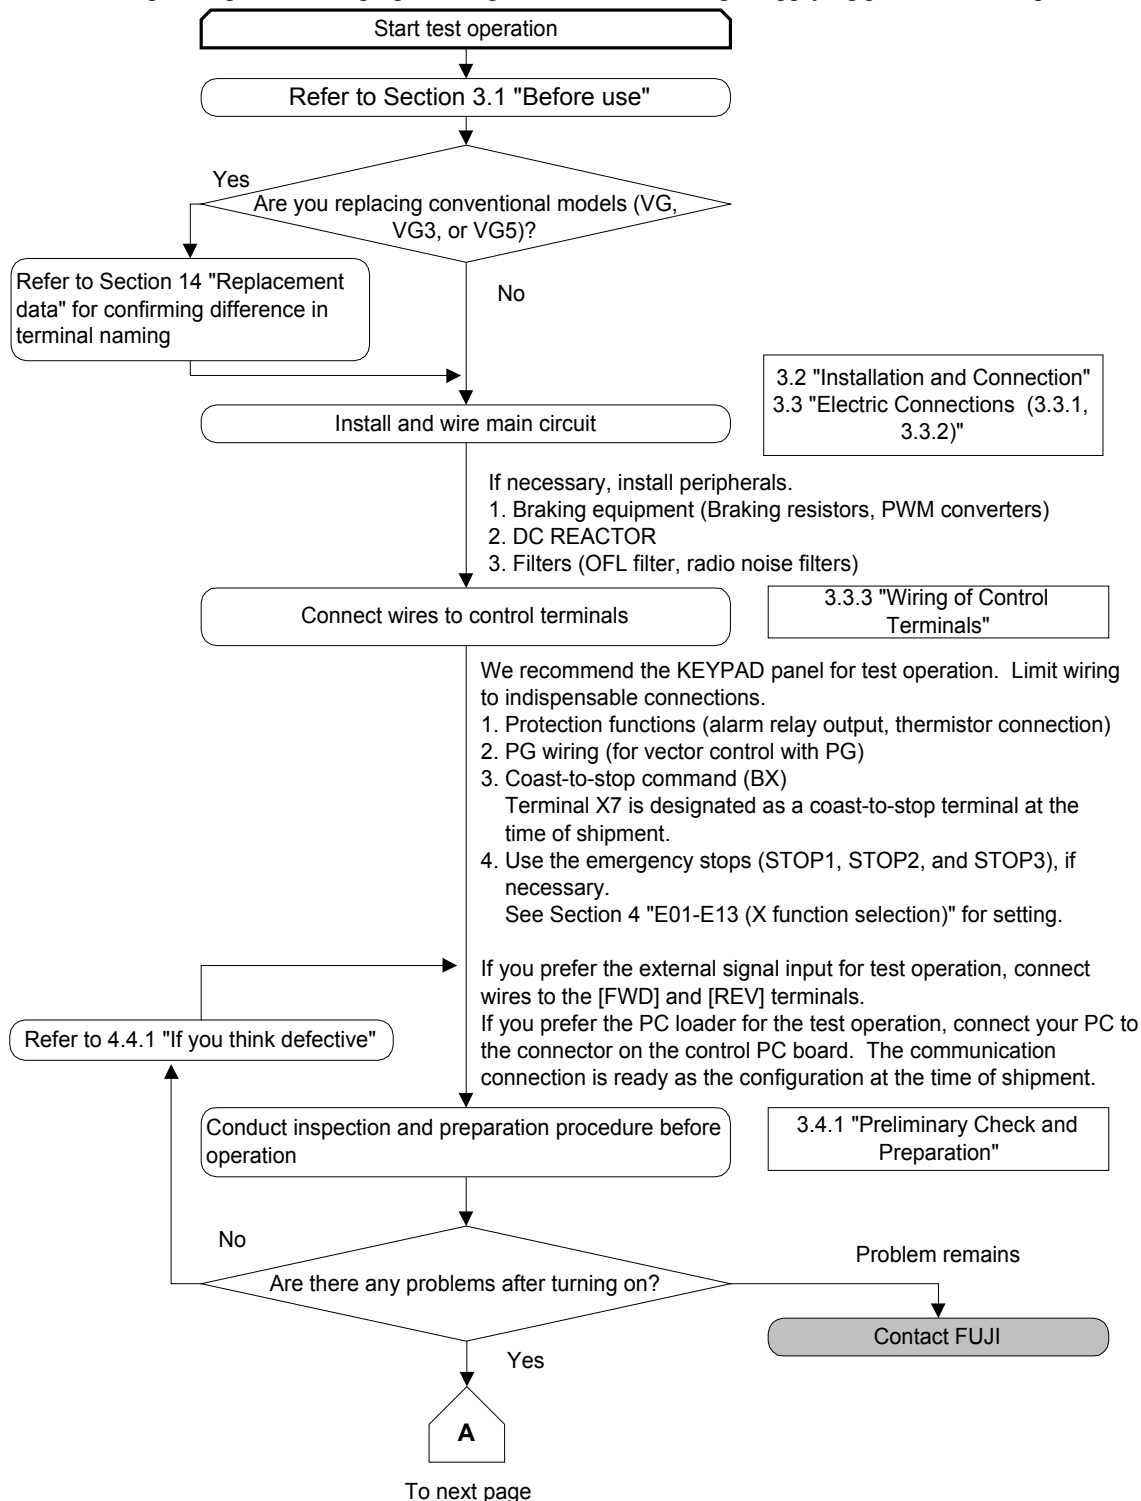 Start test operation
Refer to Section 3.1 "Before use"
Yes
Are you replacing conventional models (VG,
VG3, or VG5)?
Refer to Section 14 "Replacement
data" for confirming difference in
terminal naming
No
3.2 "Installation and Connection"
3.3 "Electric Connections  (3.3.1,
3.3.2)"
Install and wire main circuit
If necessary, install peripherals.
1. Braking equipment (Braking resistors, PWM converters)
2. DC REACTOR
3. Filters (OFL filter, radio noise filters)
Connect wires to control terminals
3.3.3 "Wiring of Control
Terminals"
We recommend the KEYPAD panel for test operation.  Limit wiring
to indispensable connections.
1. Protection functions (alarm relay output, thermistor connection)
2. PG wiring (for vector control with PG)
3. Coast-to-stop command (BX)
Terminal X7 is designated as a coast-to-stop terminal at the
time of shipment.
4. Use the emergency stops (STOP1, STOP2, and STOP3), if
necessary.
See Section 4 "E01-E13 (X function selection)" for setting.
If you prefer the external signal input for test operation, connect
wires to the [FWD] and [REV] terminals.
If you prefer the PC loader for the test operation, connect your PC to
the connector on the control PC board.  The communication
connection is ready as the configuration at the time of shipment.
Refer to 4.4.1 "If you think defective"
Conduct inspection and preparation procedure before
operation
3.4.1 "Preliminary Check and
Preparation"
No
Are there any problems after turning on?
Problem remains
Contact FUJI
Yes
A
To next page